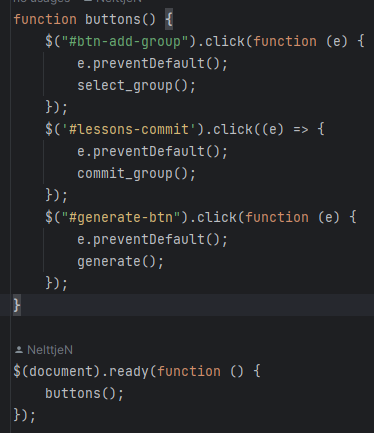 no usages NelttjeN
function buttons() {
    $("#btn-add-group").click(function (e) {
        e.preventDefault();
        select_group();
    });
    $('#lessons-commit').click((e) => {
        e.preventDefault();
        commit_group();
    });
    $("#generate-btn").click(function (e) {
        e.preventDefault();
        generate();
    });
}
NelttjeN
$(document).ready(function () {
    buttons();
});